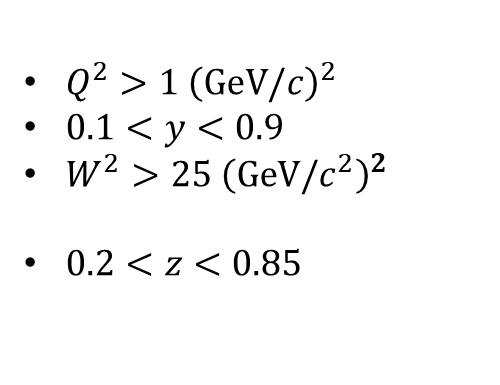 • Q² > 1 (GeV/c)²
• 0.1 < y < 0.9
• W² > 25 (GeV/c²)²
• 0.2 < z < 0.85